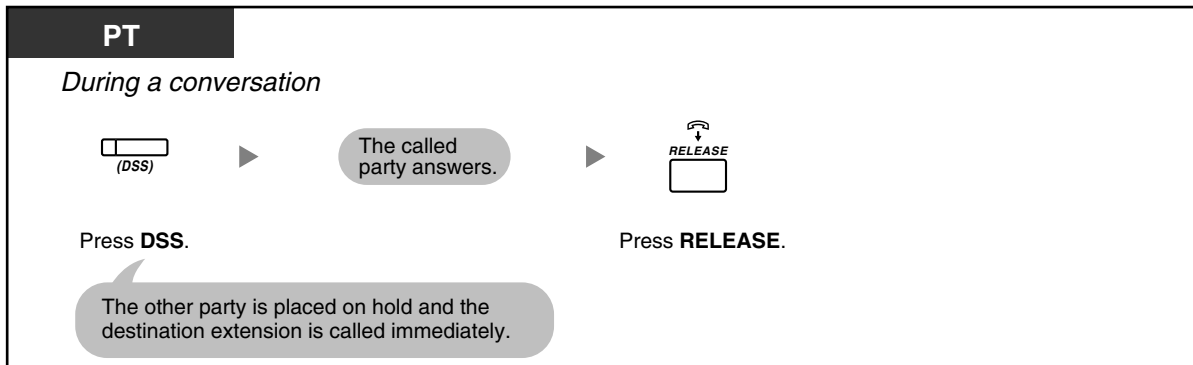 PT
During a conversation
(DSS)
The called
party answers.
RELEASE
Press DSS.
Press RELEASE.
The other party is placed on hold and the
destination extension is called immediately.